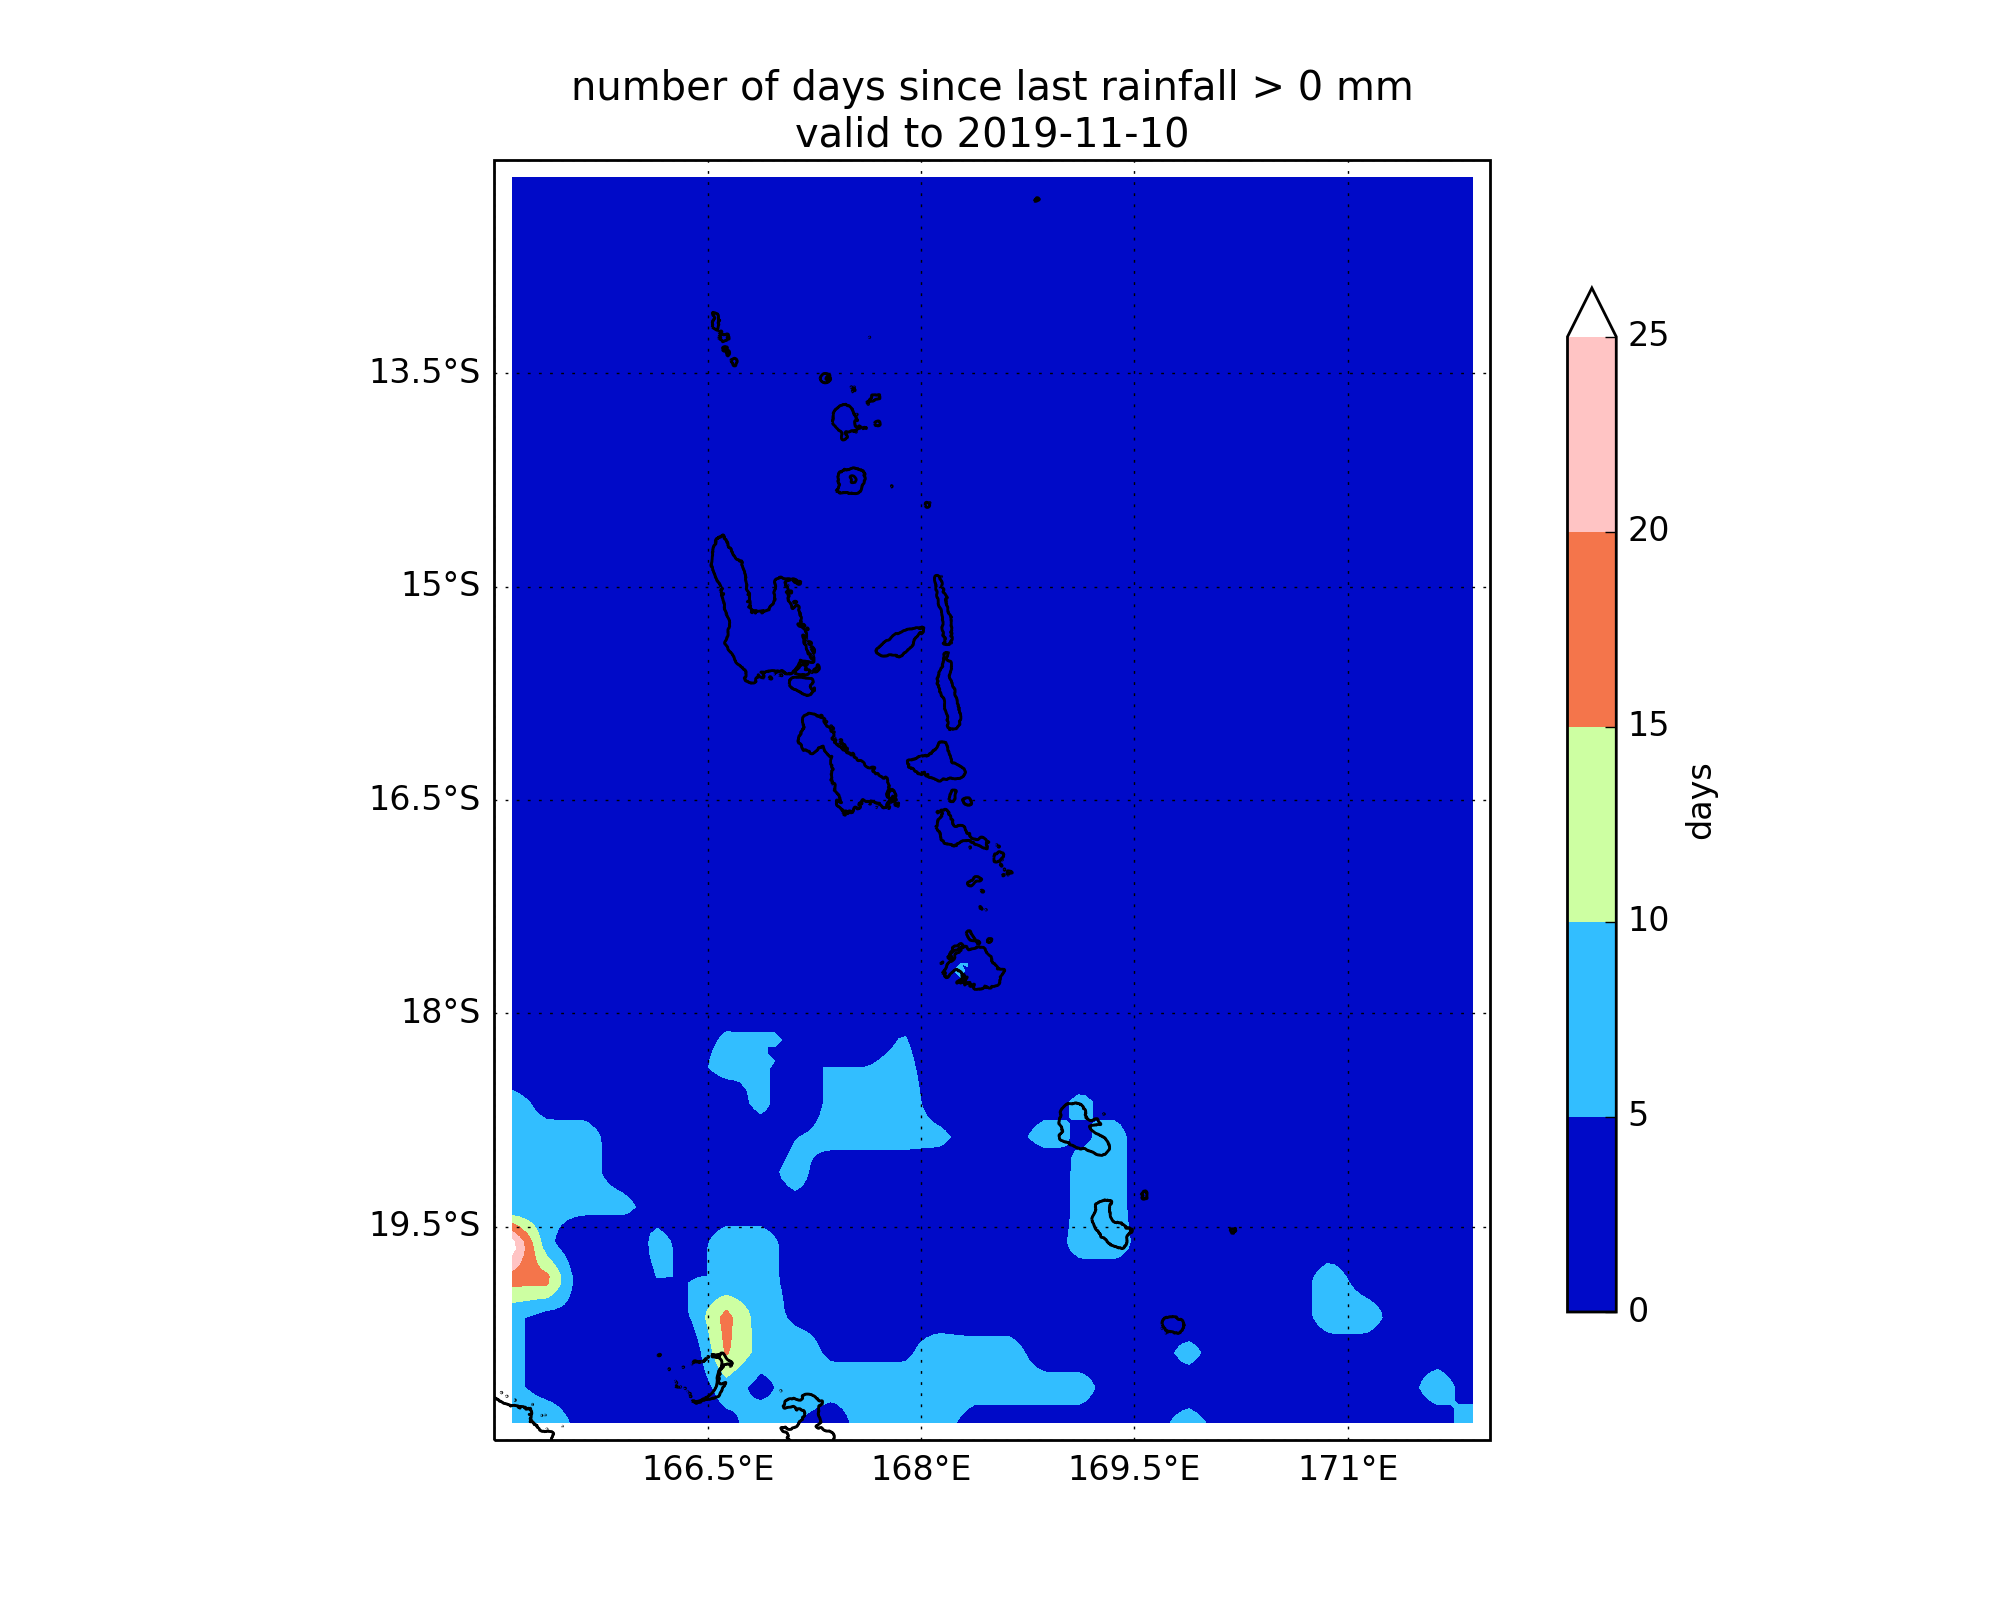 number of days since last rainfall > 0 mm
valid to 2019-11-10
13.5°S
15°S
16.5°S
18°S
19.5°S
166.5°E
168°E
169.5°E
171°E
25
20
15
10
5
0
days